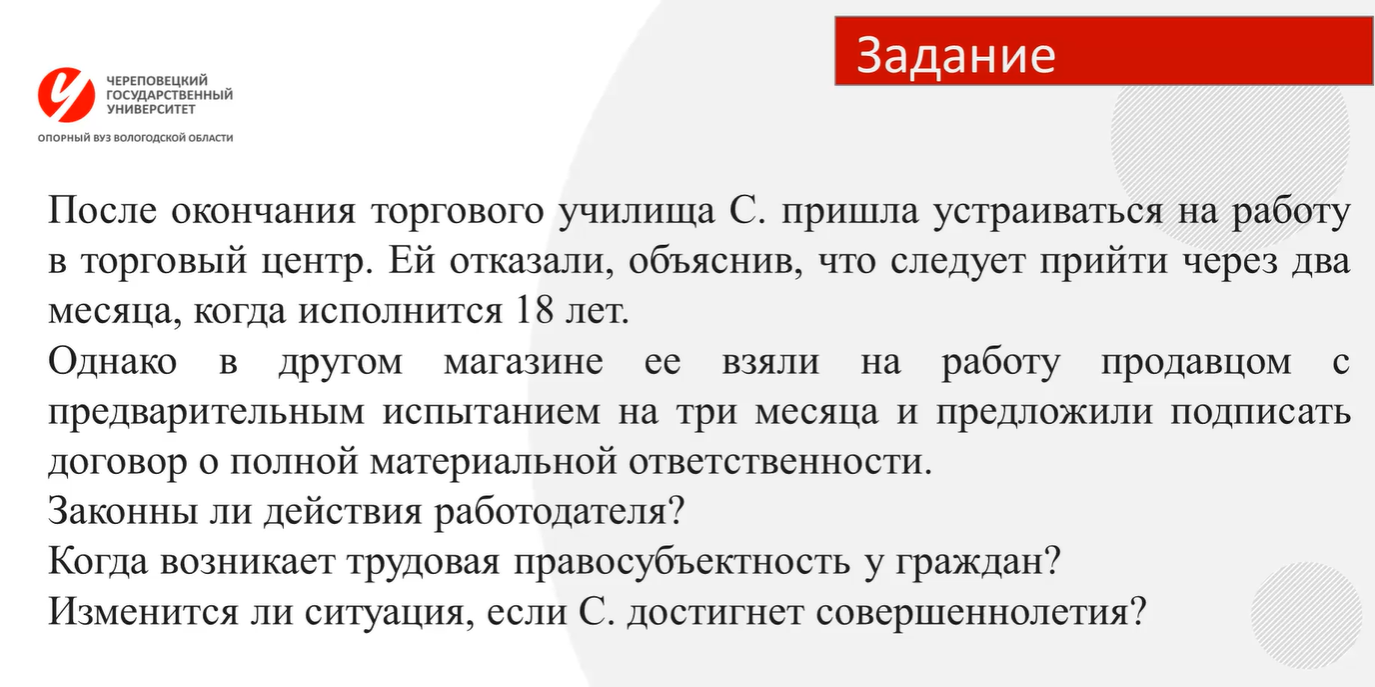 Задание
ЧЕРЕПОВЕЦКИЙ
ГОСУДАРСТВЕННЫЙ
УНИВЕРСИТЕТ
ОПОРНЫЙ ВУЗ ВОЛОГОДСКОЙ ОБЛАСТИ
После окончания торгового училища С. пришла устраиваться на работу
в торговый центр. Ей отказали, объяснив, что следует прийти через два
месяца, когда исполнится 18 лет.
Однако в другом магазине ее взяли на работу продавцом с
предварительным испытанием на три месяца и предложили подписать
договор о полной материальной ответственности.
Законны ли действия работодателя?
Когда возникает трудовая правосубъектность у граждан?
Изменится ли ситуация, если С. достигнет совершеннолетия?